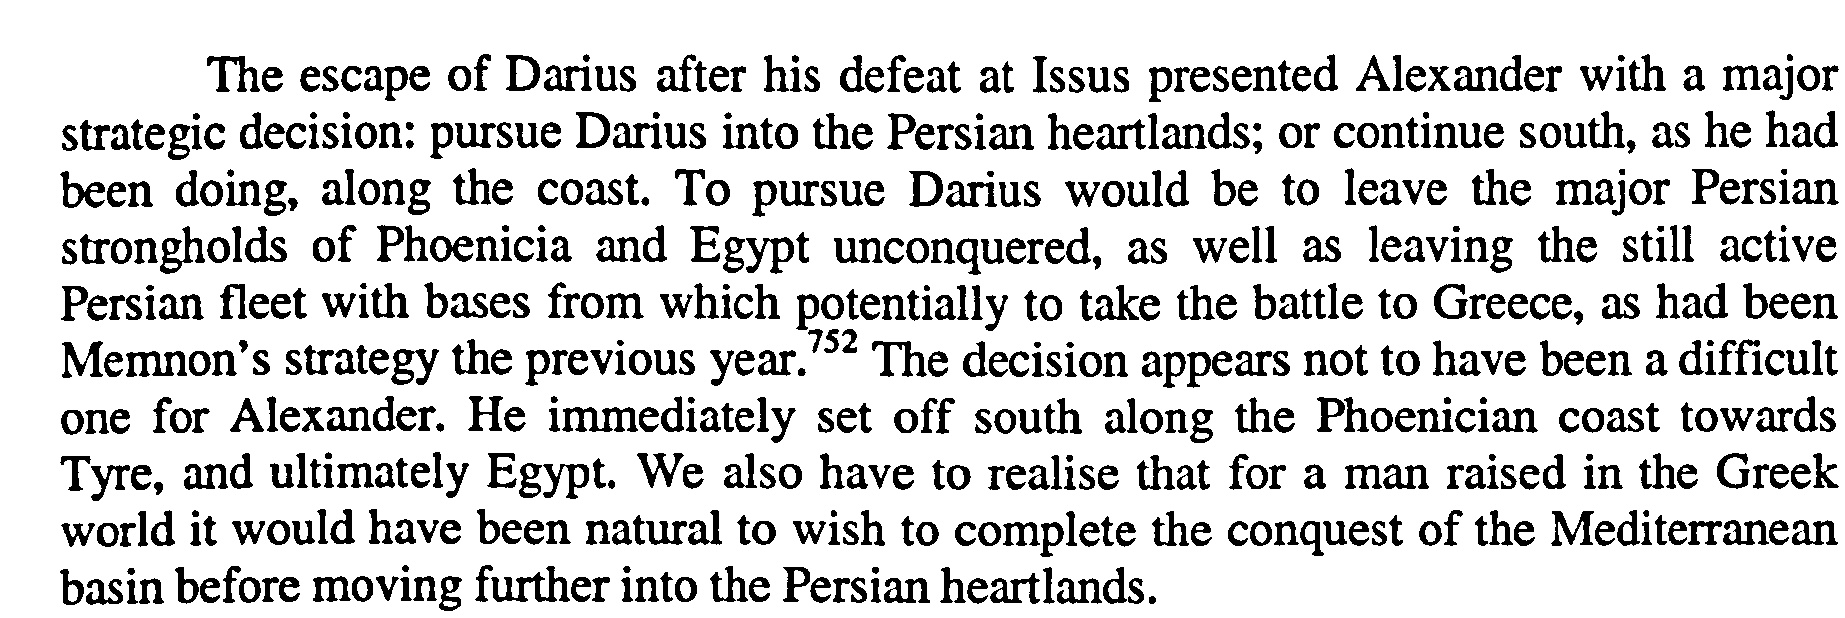 The escape of Darius after his defeat at Issus presented Alexander with a major
strategic decision: pursue Darius into the Persian heartlands; or continue south, as he had
been doing, along the coast. To pursue Darius would be to leave the major Persian
strongholds of Phoenicia and Egypt unconquered, as well as leaving the still active
Persian fleet with bases from which potentially to take the battle to Greece, as had been
Memnon's strategy the previous year.752 The decision appears not to have been a difficult
one for Alexander. He immediately set off south along the Phoenician coast towards
Tyre, and ultimately Egypt. We also have to realise that for a man raised in the Greek
world it would have been natural to wish to complete the conquest of the Mediterranean
basin before moving further into the Persian heartlands.